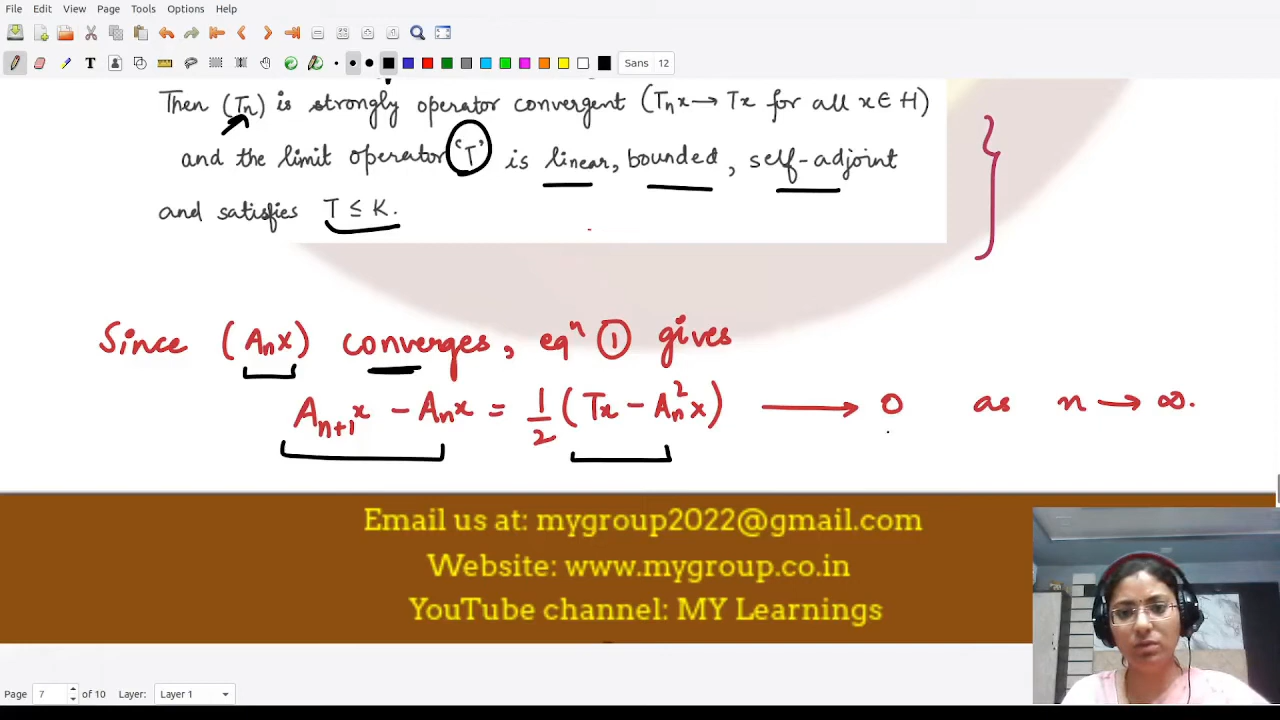 File Edit View Page Tools Options Help
Sans 12
Then (Tn) is strongly operator convergent (Tnx → Tx for all x ∈ H)
and the limit operator 'T' is linear, bounded, self-adjoint
and satisfies T ≤ K.
Since (Anx) converges, eqⁿ ① gives
An+1x - Anx = 1/2 (Tx - An²x) ⟶ 0 as n → ∞.
Email us at: mygroup2022@gmail.com
Website: www.mygroup.co.in
YouTube channel: MY Learnings
Page 7 of 10 Layer: Layer 1